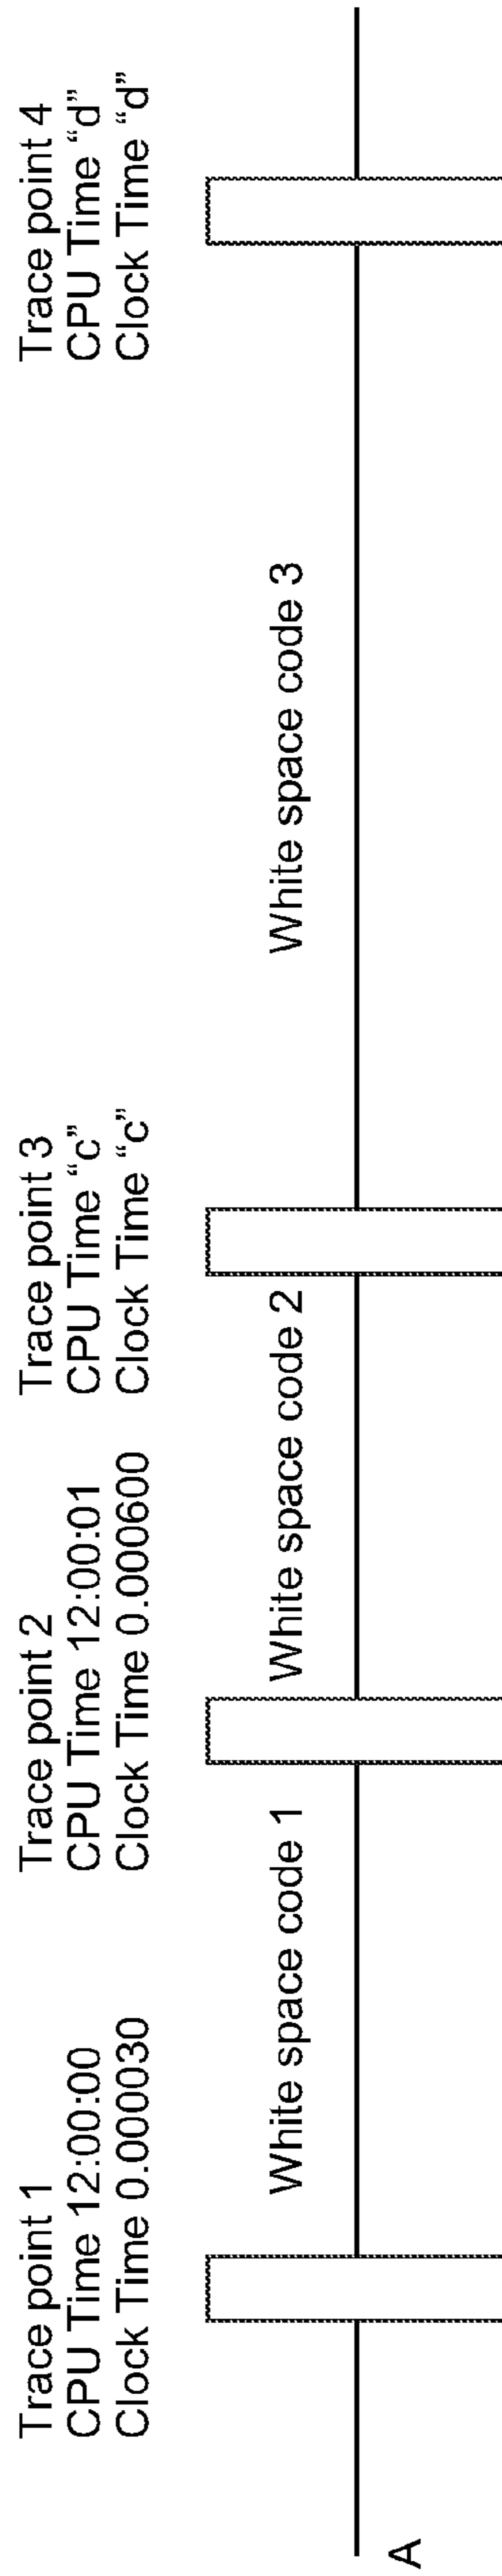 Trace point 1
CPU Time 12:00:00
Clock Time 0.000030
Trace point 2
CPU Time 12:00:01
Clock Time 0.000600
Trace point 3
CPU Time “c”
Clock Time “c”
Trace point 4
CPU Time “d”
Clock Time “d”
White space code 1
White space code 2
White space code 3
A